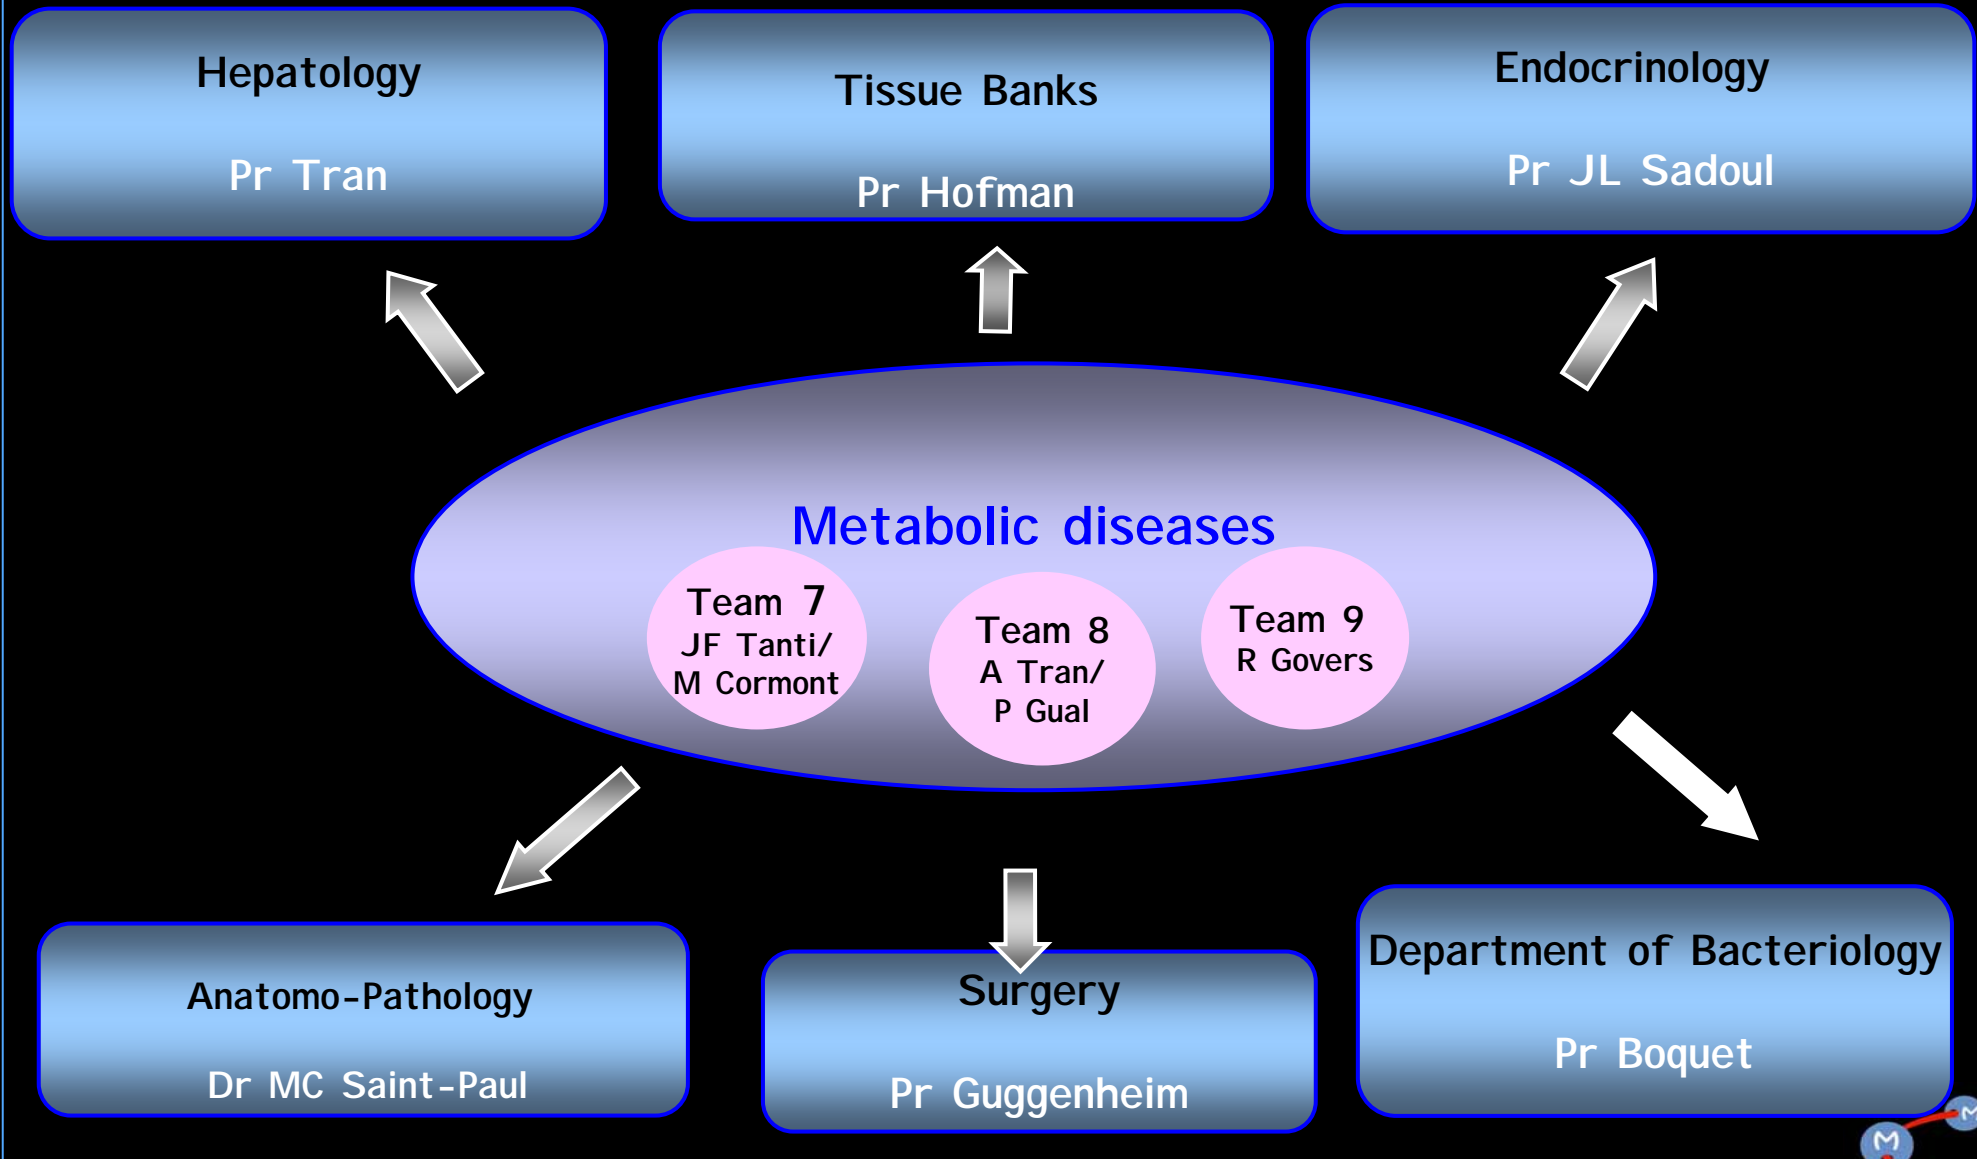 Hepatology
Pr Tran
Tissue Banks
Pr Hofman
Endocrinology
Pr JL Sadoul
Metabolic diseases
Team 7
JF Tanti/
M Cormont
Team 8
A Tran/
P Gual
Team 9
R Govers
Anatomo-Pathology
Dr MC Saint-Paul
Surgery
Pr Guggenheim
Department of Bacteriology
Pr Boquet
M
M